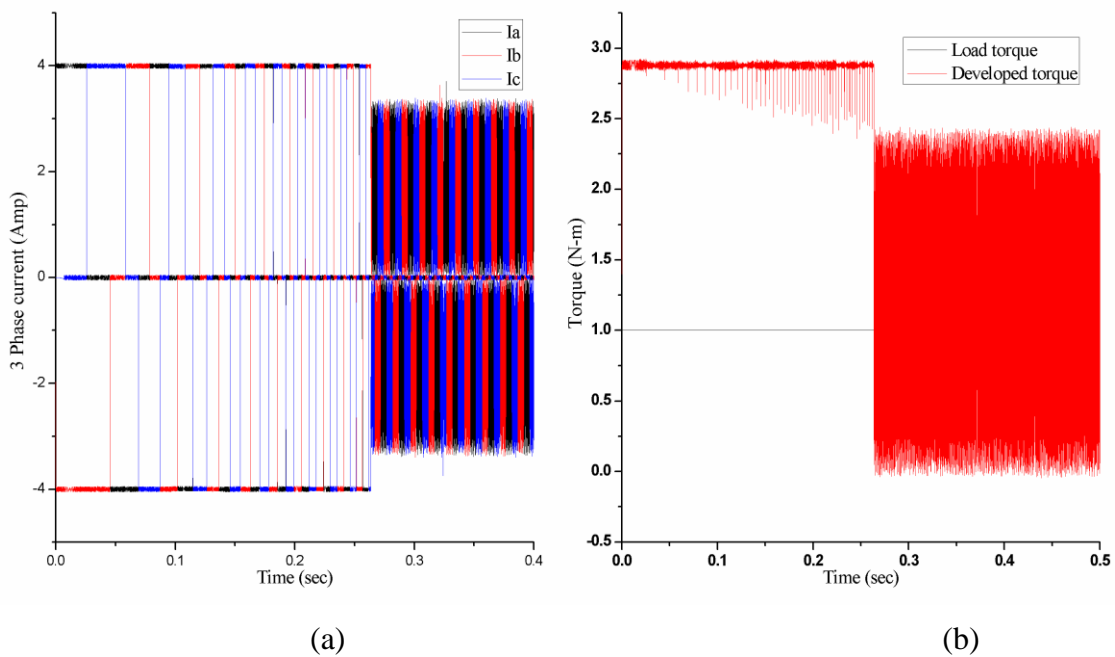 Ia
Ib
Ic
3 Phase current (Amp)
4
2
0
-2
-4
0.0
0.1
0.2
0.3
0.4
Time (sec)
(a)
Load torque
Developed torque
Torque (N-m)
3.0
2.5
2.0
1.5
1.0
0.5
0.0
-0.5
0.0
0.1
0.2
0.3
0.4
0.5
Time (sec)
(b)